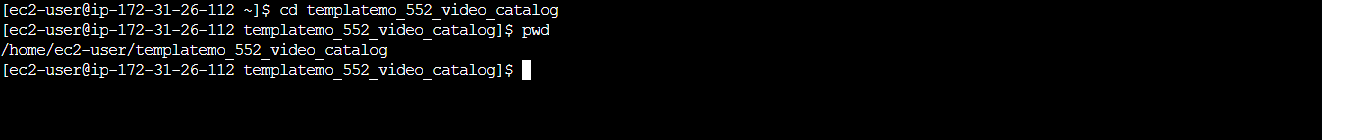 [ec2-user@ip-172-31-26-112 ~]$ cd templatemo_552_video_catalog
[ec2-user@ip-172-31-26-112 templatemo_552_video_catalog]$ pwd
/home/ec2-user/templatemo_552_video_catalog
[ec2-user@ip-172-31-26-112 templatemo_552_video_catalog]$